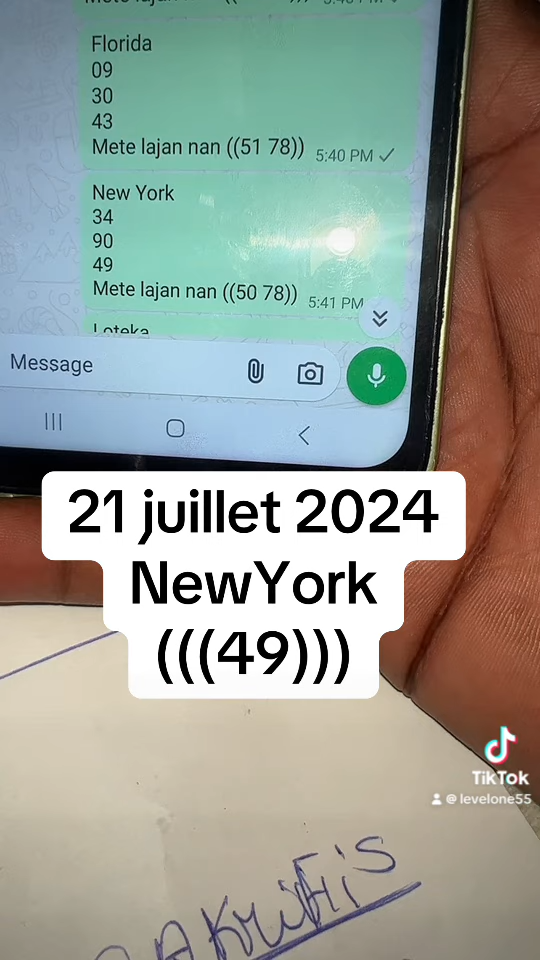 Florida
09
30
43
Mete lajan nan ((51 78)) 5:40 PM
New York
34
90
49
Mete lajan nan ((50 78)) 5:41 PM
Loteka
Message
21 juillet 2024
NewYork
(((49)))
TikTok
@levelone55